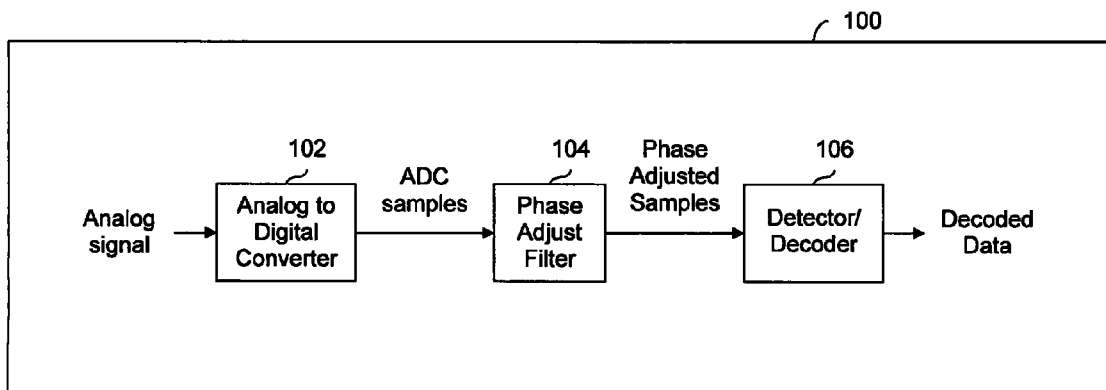 100
102
104
106
Analog
signal
Analog to
Digital
Converter
ADC
samples
Phase
Adjust
Filter
Phase
Adjusted
Samples
Detector/
Decoder
Decoded
Data